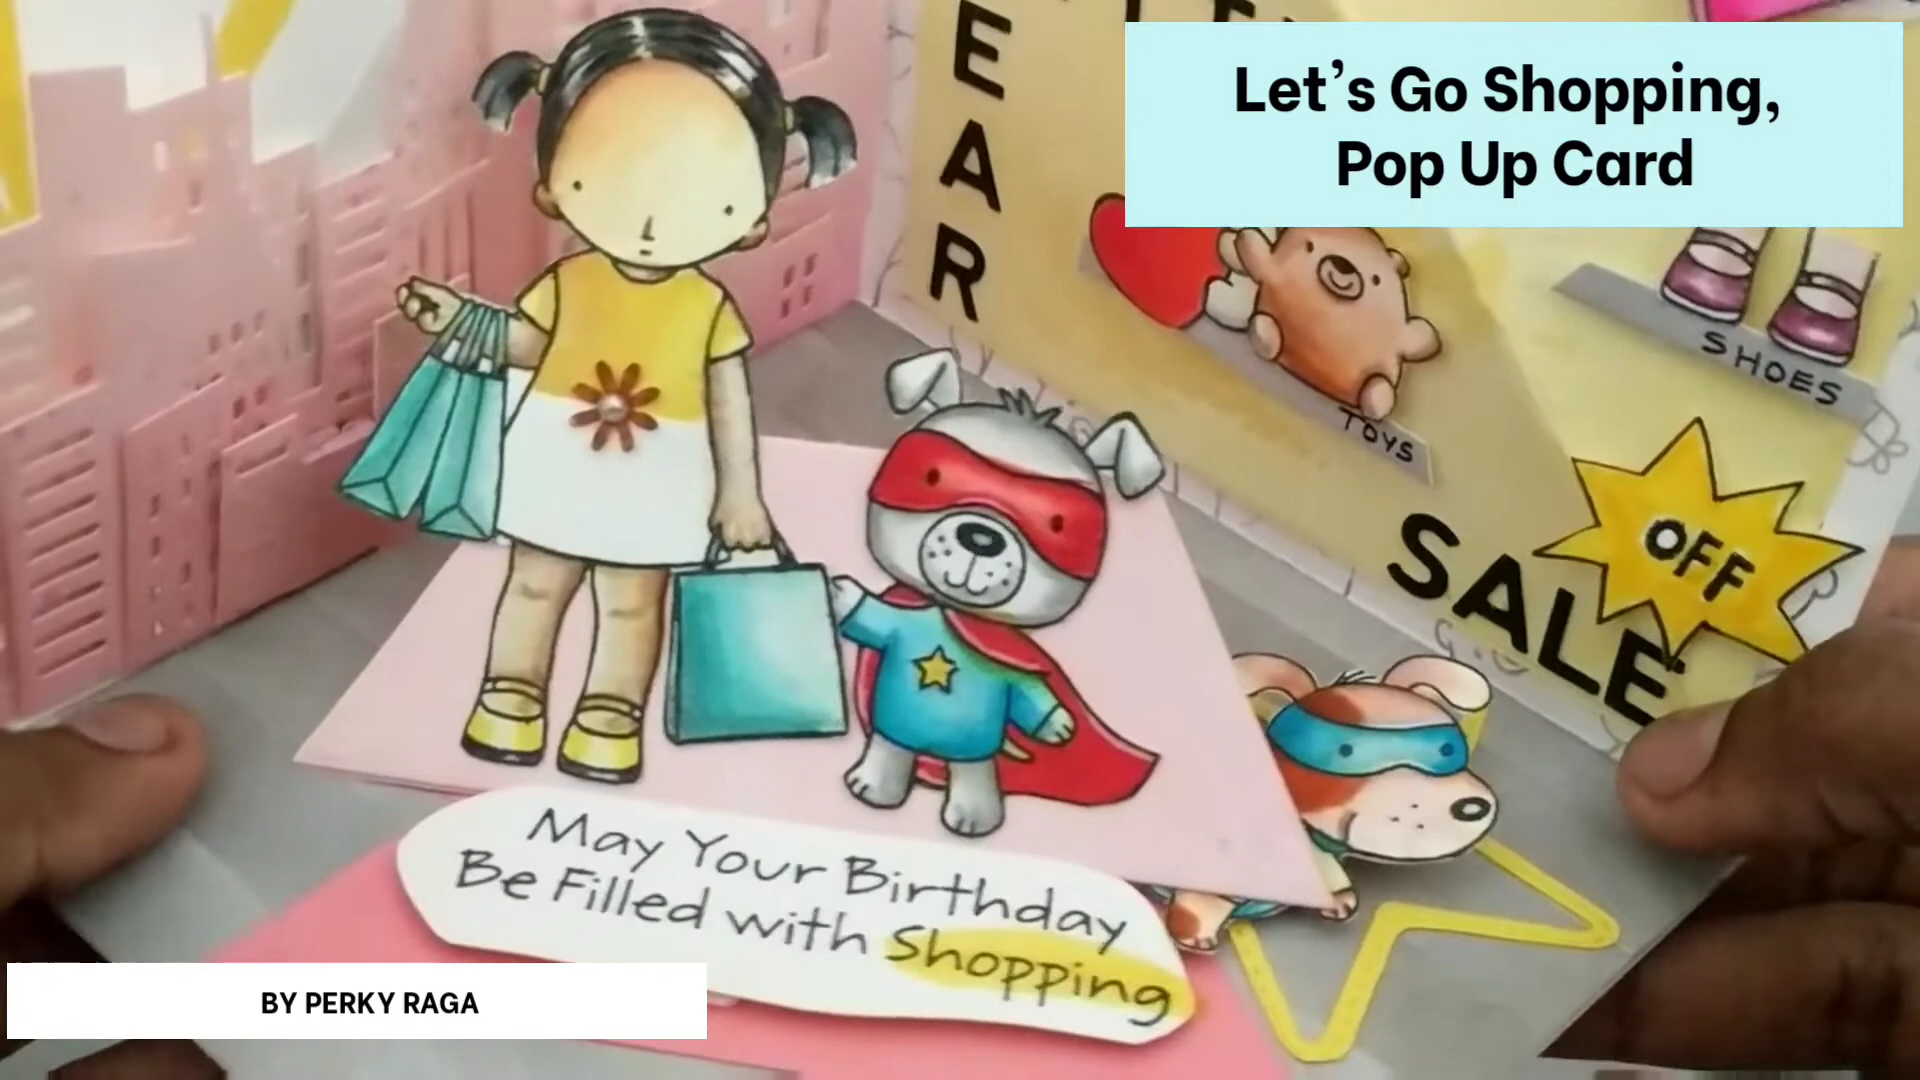 Let's Go Shopping,
Pop Up Card
EAR
TOYS
SHOES
OFF
SALE
May Your Birthday
Be Filled with Shopping
BY PERKY RAGA